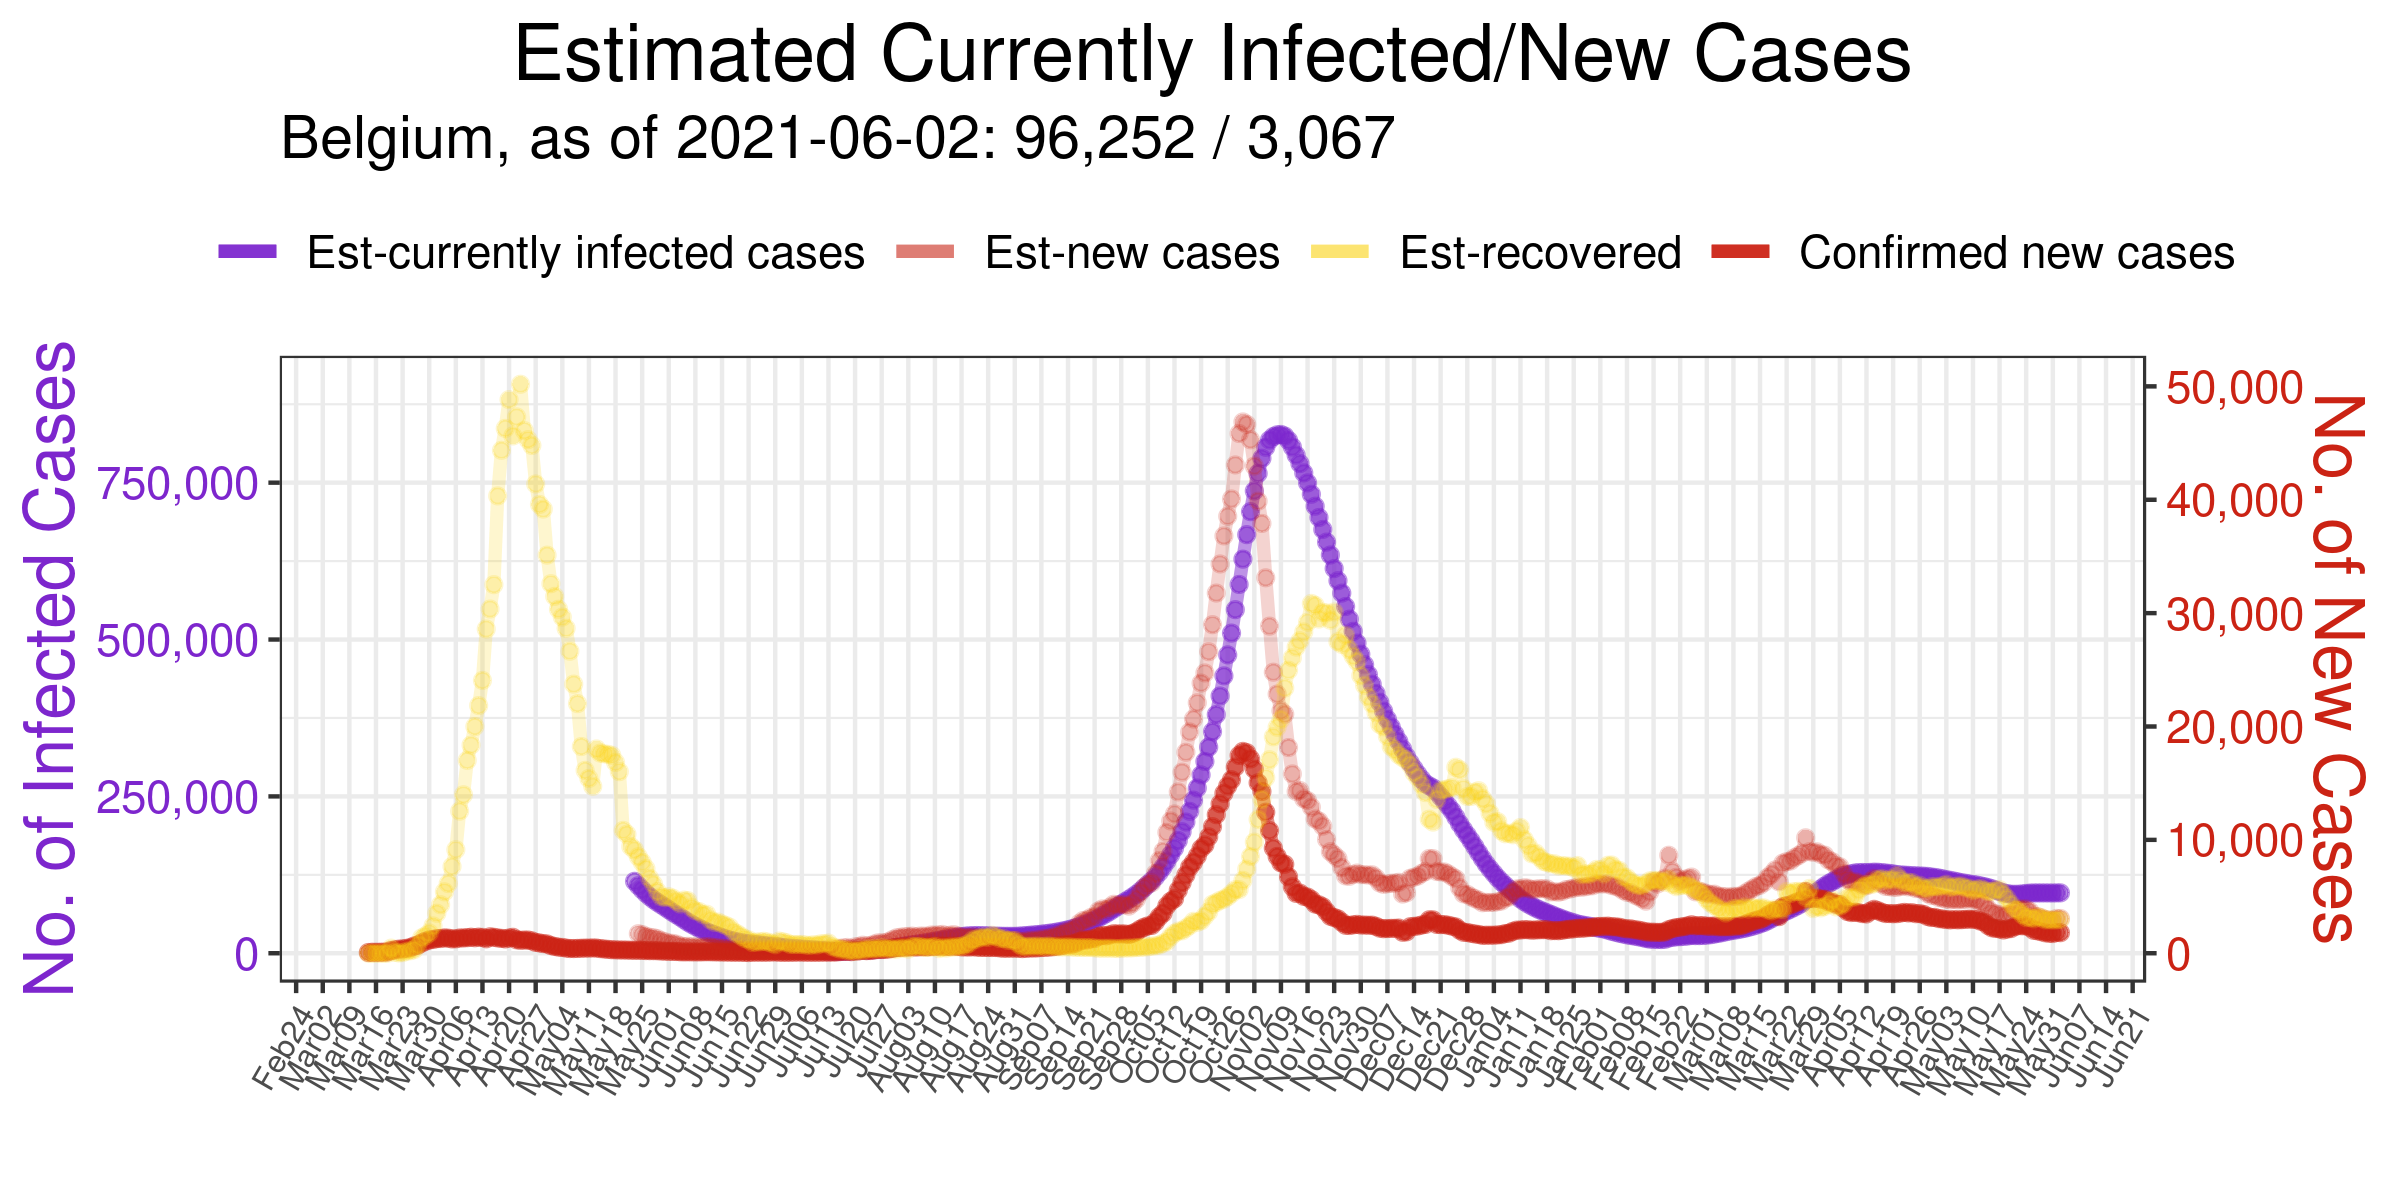 Estimated Currently Infected/New Cases
Belgium, as of 2021-06-02: 96,252 / 3,067
Est-currently infected cases Est-new cases Est-recovered Confirmed new cases
No. of Infected Cases
750,000
500,000
250,000
0
50,000
40,000
30,000
20,000
10,000
0
No. of New Cases
Feb24
Mar02
Mar09
Mar16
Mar23
Mar30
Apr06
Apr13
Apr20
Apr27
May04
May11
May18
May25
Jun01
Jun08
Jun15
Jun22
Jun29
Jul06
Jul13
Jul20
Jul27
Aug03
Aug10
Aug17
Aug24
Aug31
Sep07
Sep14
Sep21
Sep28
Oct05
Oct12
Oct19
Oct26
Nov02
Nov09
Nov16
Nov23
Nov30
Dec07
Dec14
Dec21
Dec28
Jan04
Jan11
Jan18
Jan25
Feb01
Feb08
Feb15
Feb22
Mar01
Mar08
Mar15
Mar22
Mar29
Apr05
Apr12
Apr19
Apr26
May03
May10
May17
May24
May31
Jun07
Jun14
Jun21